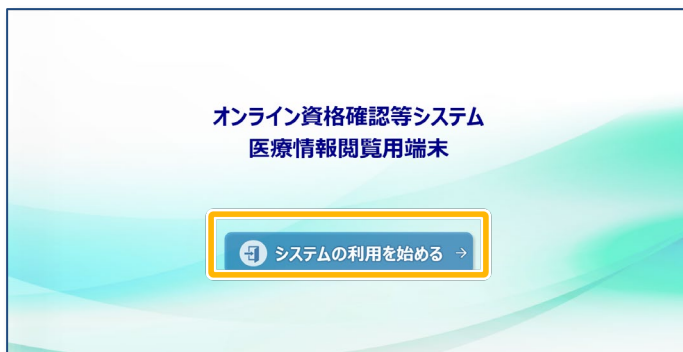 オンライン資格確認等システム
医療情報閲覧用端末
システムの利用を始める →